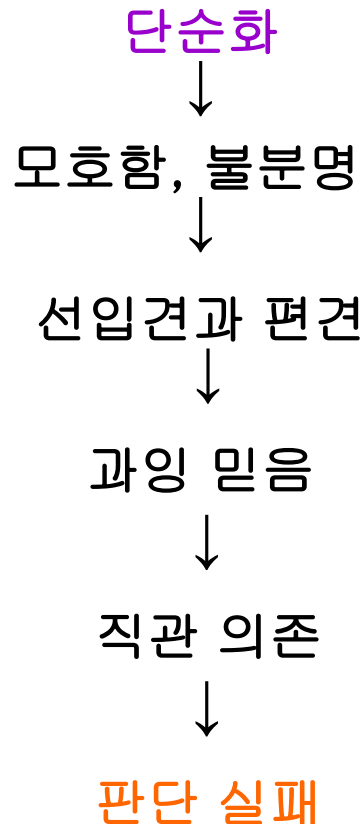 단순화
↓
모호함, 불분명
↓
선입견과 편견
↓
과잉 믿음
↓
직관 의존
↓
판단 실패